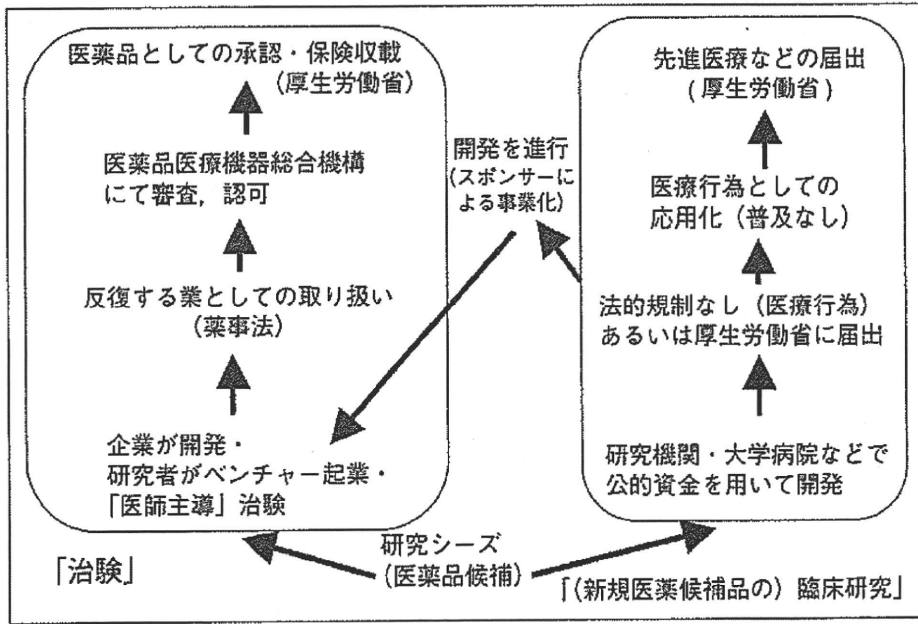 医薬品としての承認・保険収載
（厚生労働省）
医薬品医療機器総合機構
にて審査，認可
反復する業としての取り扱い
（薬事法）
企業が開発・
研究者がベンチャー起業・
「医師主導」治験
「治験」
開発を進行
（スポンサーに
よる事業化）
研究シーズ
（医薬品候補）
先進医療などの届出
（厚生労働省）
医療行為としての
応用化（普及なし）
法的規制なし（医療行為）
あるいは厚生労働省に届出
研究機関・大学病院などで
公的資金を用いて開発
「（新規医薬候補品の）臨床研究」